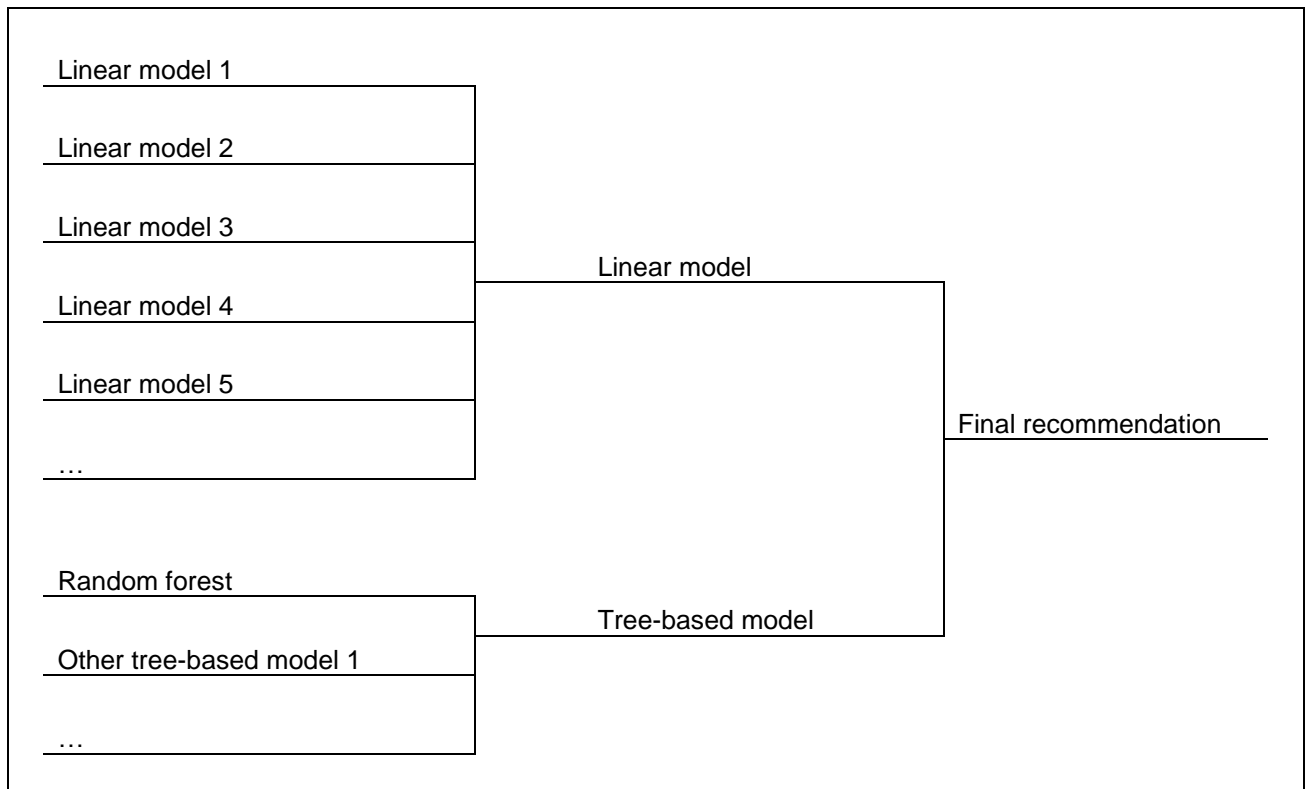 Linear model 1
Linear model 2
Linear model 3
Linear model
Linear model 4
Linear model 5
Final recommendation
…
Random forest
Tree-based model
Other tree-based model 1
…